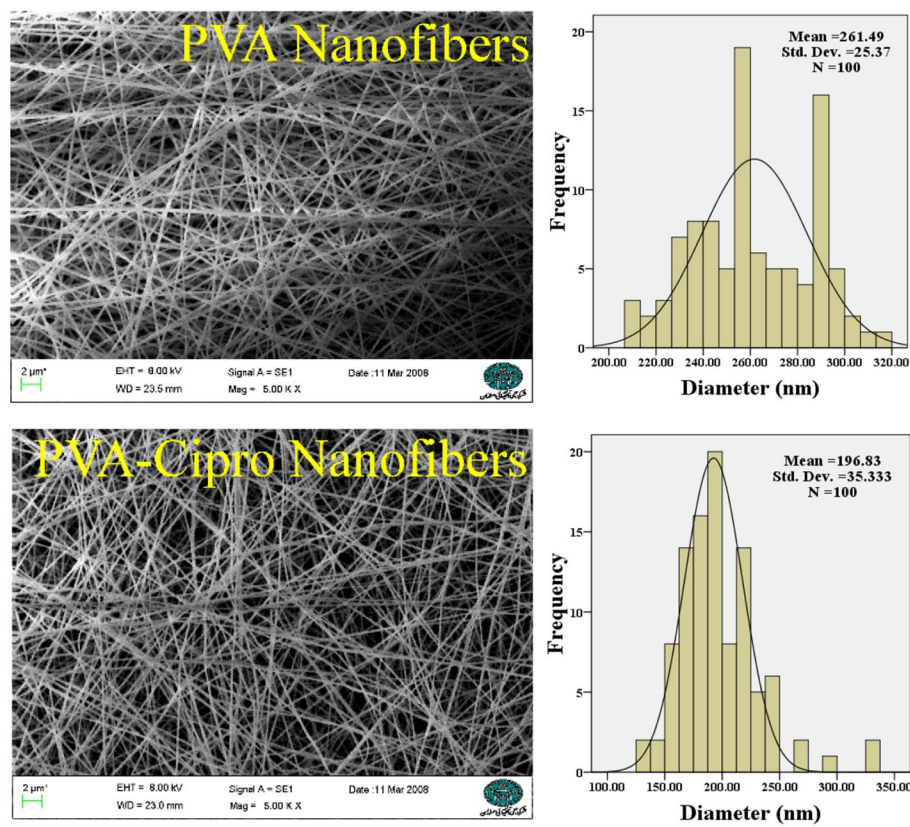 PVA Nanofibers
2 µm*
EHT = 8.00 kV
Signal A = SE1
Date :11 Mar 2008
WD = 23.5 mm
Mag = 5.00 K X
Mean =261.49
Std. Dev. =25.37
N =100
Frequency
20
15
10
5
0
200.00 220.00 240.00 260.00 280.00 300.00 320.00
Diameter (nm)
PVA-Cipro Nanofibers
2 µm*
EHT = 8.00 kV
Signal A = SE1
Date :11 Mar 2008
WD = 23.0 mm
Mag = 5.00 K X
Mean =196.83
Std. Dev. =35.333
N =100
Frequency
20
15
10
5
0
100.00 150.00 200.00 250.00 300.00 350.00
Diameter (nm)